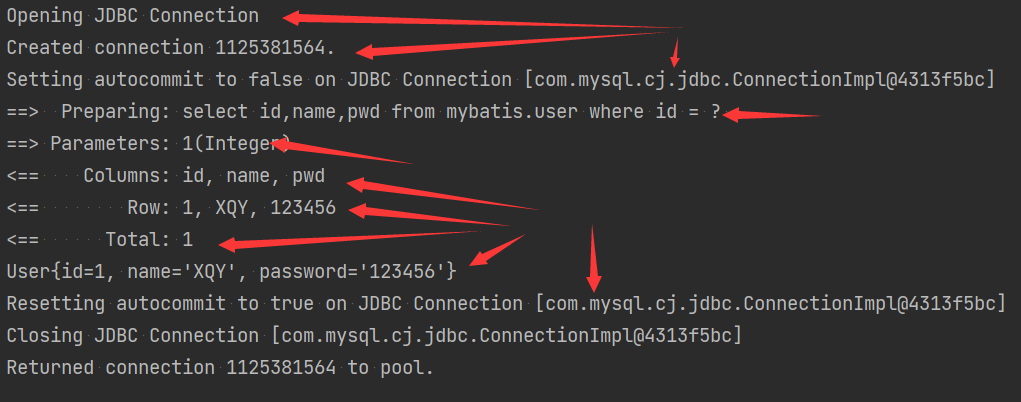 Opening JDBC Connection
Created connection 1125381564.
Setting autocommit to false on JDBC Connection [com.mysql.cj.jdbc.ConnectionImpl@4313f5bc]
==>  Preparing: select id,name,pwd from mybatis.user where id = ?
==> Parameters: 1(Integer)
<==    Columns: id, name, pwd
<==        Row: 1, XQY, 123456
<==      Total: 1
User{id=1, name='XQY', password='123456'}
Resetting autocommit to true on JDBC Connection [com.mysql.cj.jdbc.ConnectionImpl@4313f5bc]
Closing JDBC Connection [com.mysql.cj.jdbc.ConnectionImpl@4313f5bc]
Returned connection 1125381564 to pool.